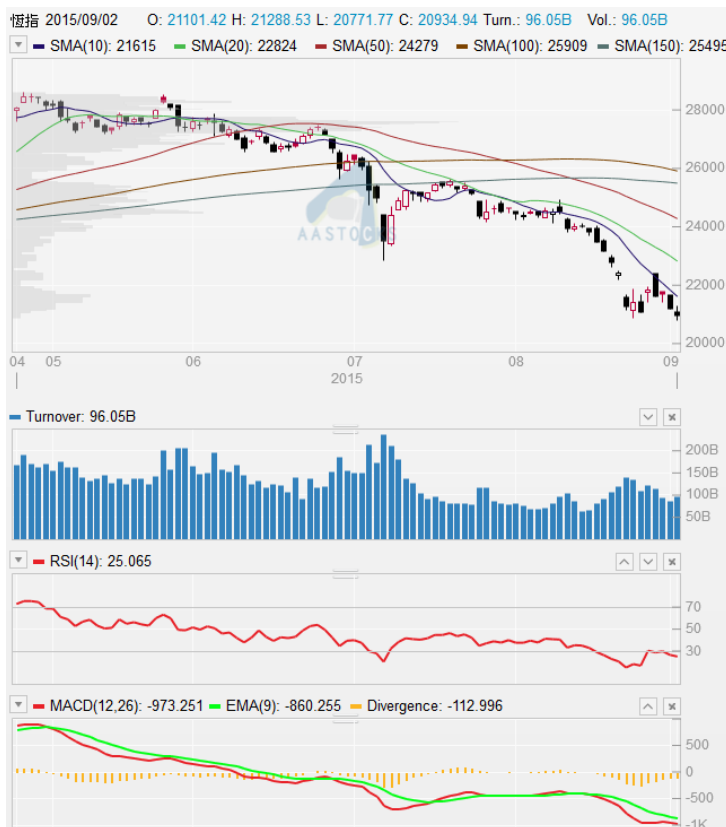 恆指 2015/09/02 O: 21101.42 H: 21288.53 L: 20771.77 C: 20934.94 Turn.: 96.05B Vol.: 96.05B
SMA(10): 21615 SMA(20): 22824 SMA(50): 24279 SMA(100): 25909 SMA(150): 25495
28000
26000
24000
AASTOCKS
22000
20000
04 05 06 07 08 09
2015
Turnover: 96.05B
200B
150B
100B
50B
RSI(14): 25.065
70
50
30
MACD(12,26): -973.251 EMA(9): -860.255 Divergence: -112.996
500
0
-500
-1K